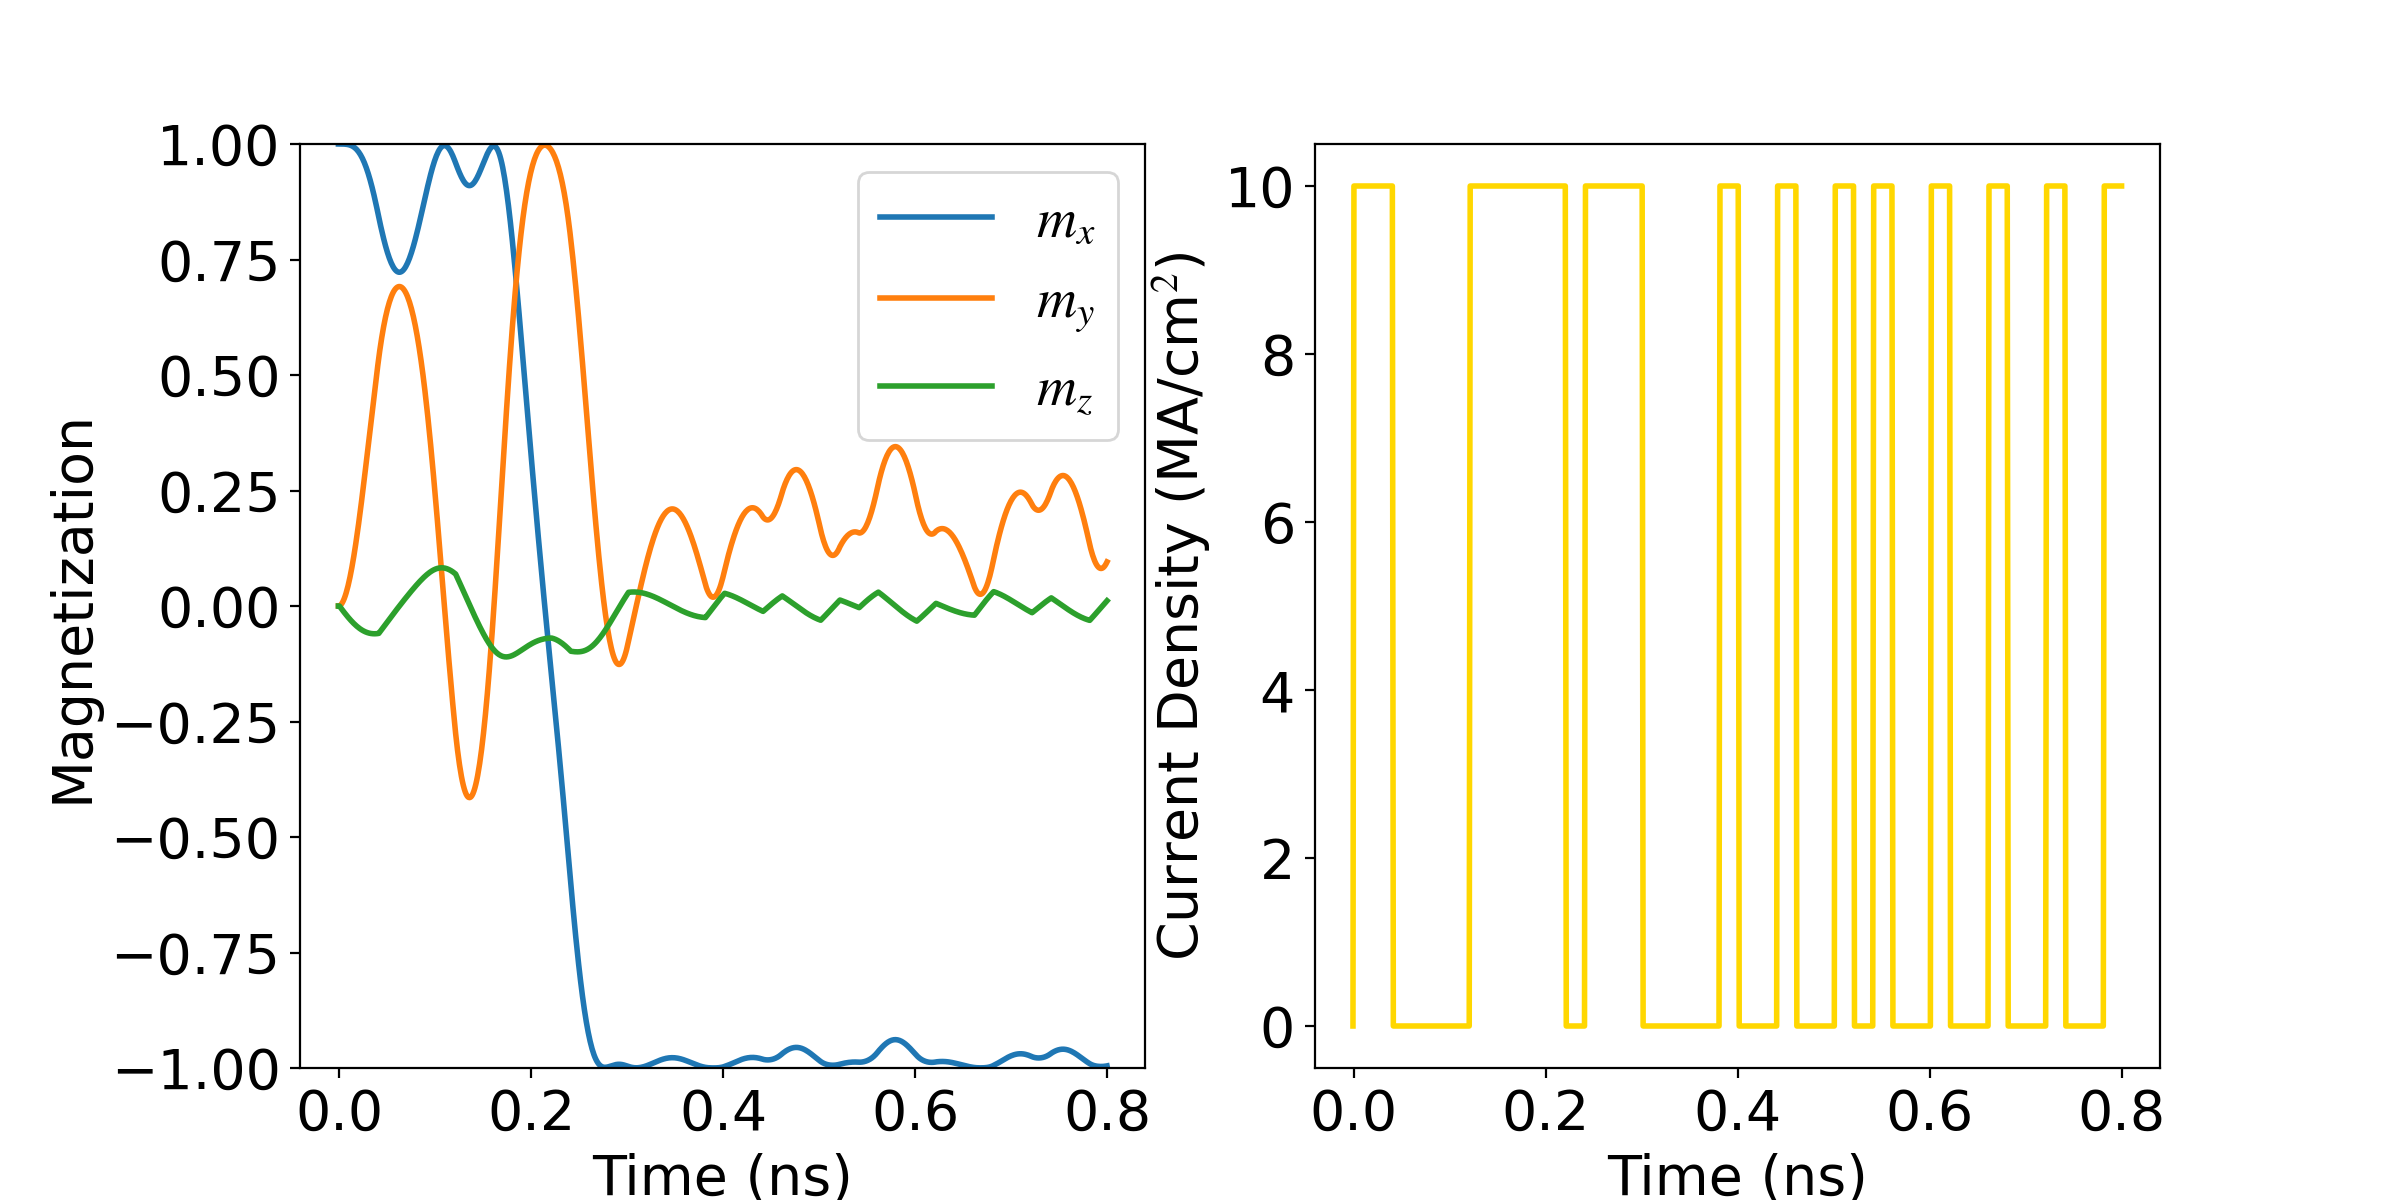 1.00
0.75
0.50
0.25
0.00
−0.25
−0.50
−0.75
−1.00
Magnetization
0.0 0.2 0.4 0.6 0.8
Time (ns)
m_x
m_y
m_z
10
8
6
4
2
0
Current Density (MA/cm²)
0.0 0.2 0.4 0.6 0.8
Time (ns)